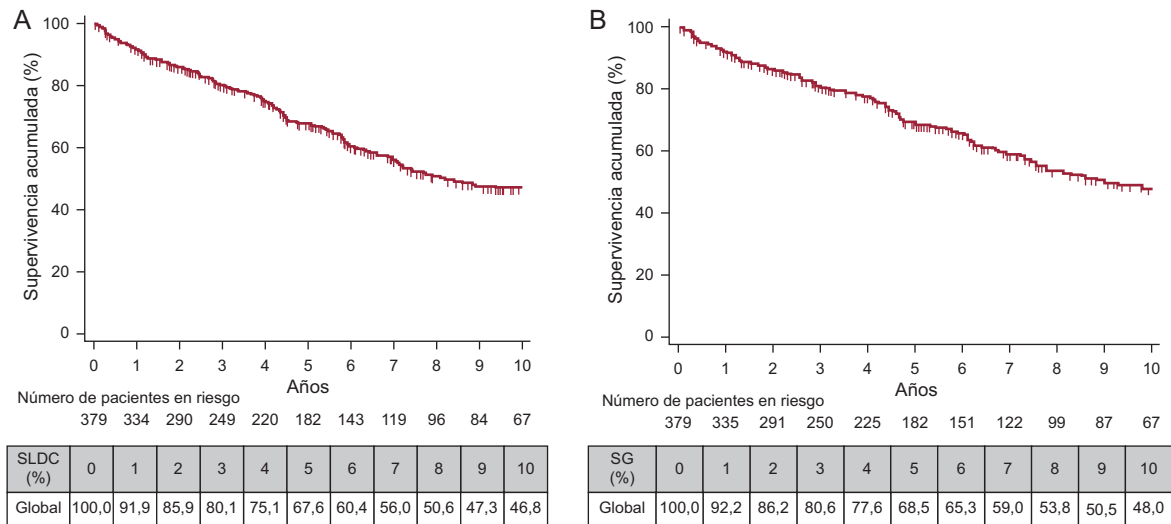 A
Supervivencia acumulada (%)
100
80
60
40
20
0
0 1 2 3 4 5 6 7 8 9 10
Años
Número de pacientes en riesgo
379 334 290 249 220 182 143 119 96 84 67
SLDC (%) 0 1 2 3 4 5 6 7 8 9 10
Global 100,0 91,9 85,9 80,1 75,1 67,6 60,4 56,0 50,6 47,3 46,8
B
Supervivencia acumulada (%)
100
80
60
40
20
0
0 1 2 3 4 5 6 7 8 9 10
Años
Número de pacientes en riesgo
379 335 291 250 225 182 151 122 99 87 67
SG (%) 0 1 2 3 4 5 6 7 8 9 10
Global 100,0 92,2 86,2 80,6 77,6 68,5 65,3 59,0 53,8 50,5 48,0